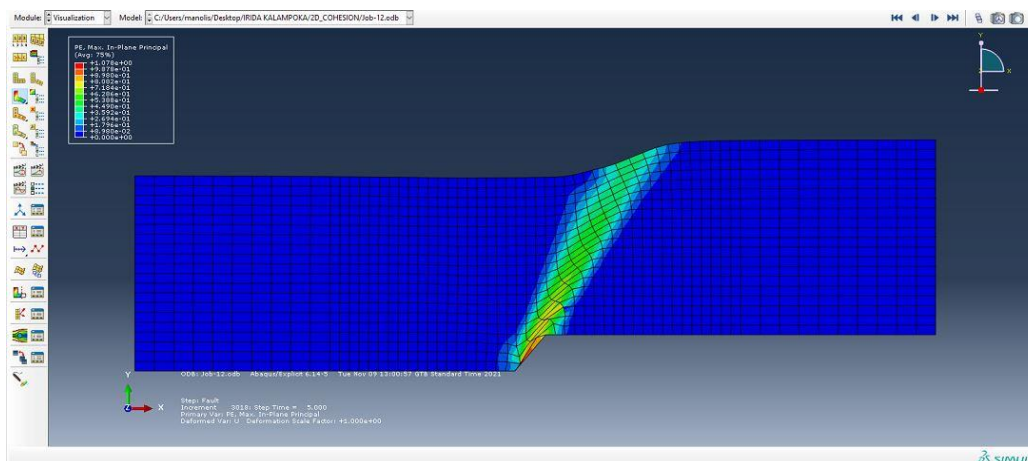 Module: Visualization Model: C:/Users/manolis/Desktop/IRIDA KALAMPOKA/2D_COHESION/Job-12.odb
PE, Max. In-Plane Principal
(Avg: 75%)
+1.078e+00
+9.878e-01
+8.980e-01
+8.082e-01
+7.184e-01
+6.286e-01
+5.388e-01
+4.490e-01
+3.592e-01
+2.694e-01
+1.796e-01
+8.980e-02
+0.000e+00
Y
X
Z
Y
Z
X
ODB: Job-12.odb Abaqus/Explicit 6.14-5 Tue Nov 09 13:00:57 GTB Standard Time 2021
Step: Fault
Increment 3018: Step Time = 5.000
Primary Var: PE, Max. In-Plane Principal
Deformed Var: U Deformation Scale Factor: +1.000e+00